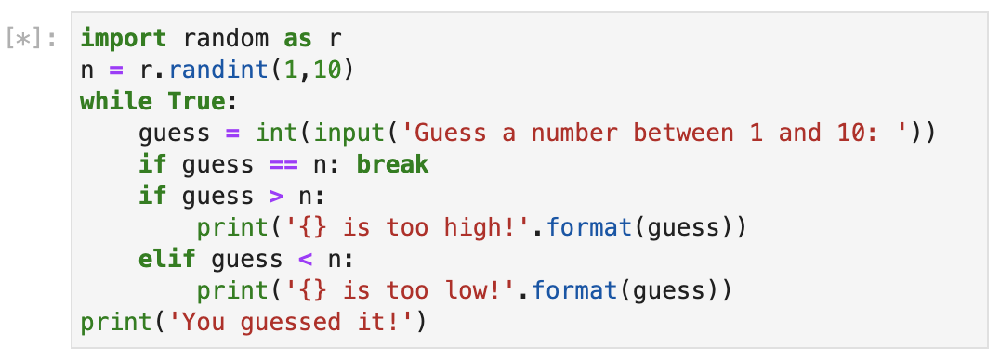 [*]:
import random as r
n = r.randint(1,10)
while True:
    guess = int(input('Guess a number between 1 and 10: '))
    if guess == n: break
    if guess > n:
        print('{} is too high!'.format(guess))
    elif guess < n:
        print('{} is too low!'.format(guess))
print('You guessed it!')